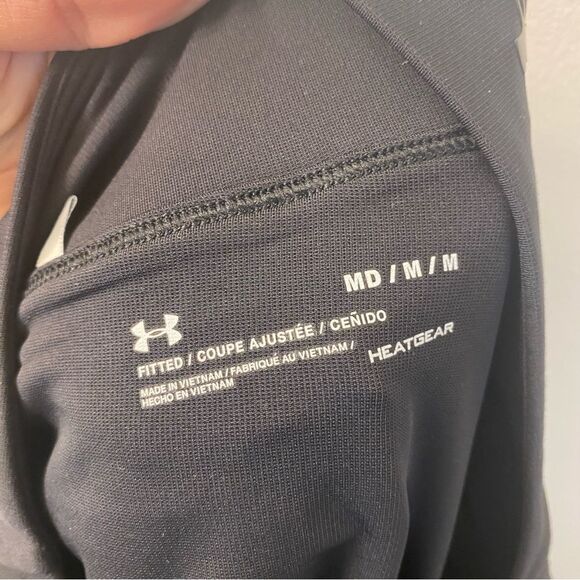 MD / M / M
FITTED / COUPE AJUSTÉE / CEÑIDO
MADE IN VIETNAM / FABRIQUÉ AU VIETNAM /
HECHO EN VIETNAM
HEATGEAR